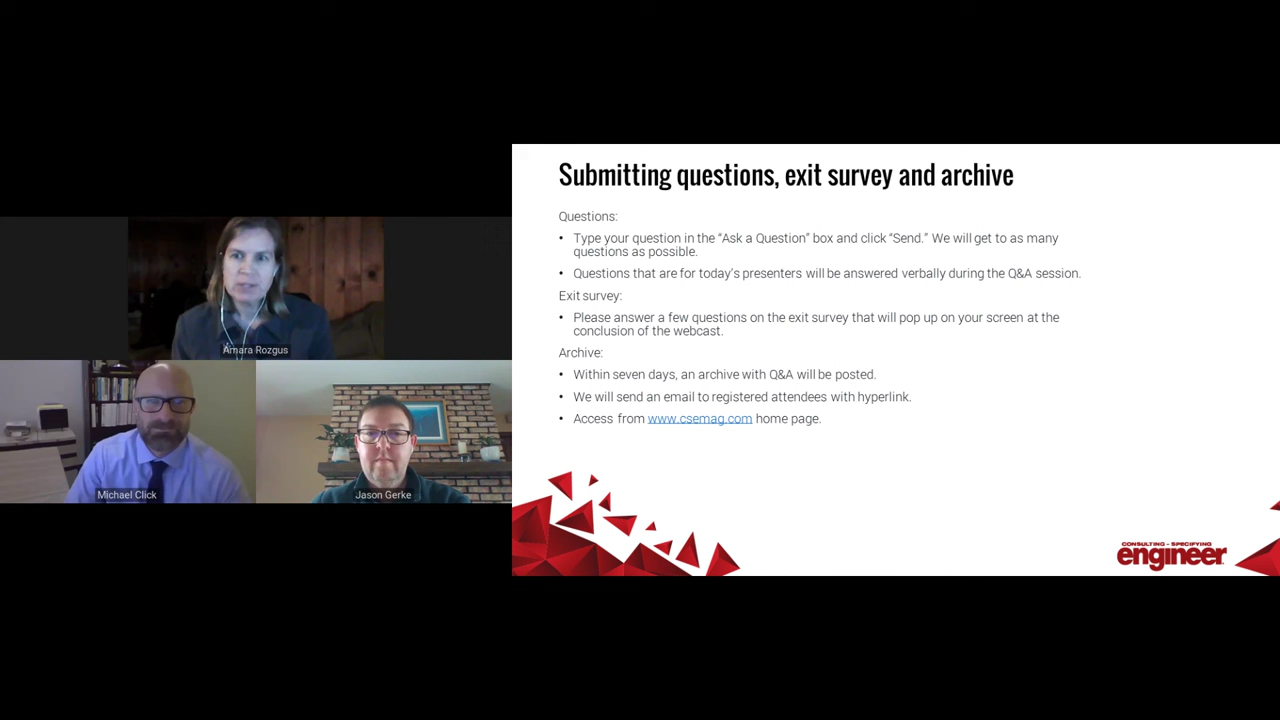 Submitting questions, exit survey and archive
Questions:
• Type your question in the “Ask a Question” box and click “Send.” We will get to as many
questions as possible.
• Questions that are for today’s presenters will be answered verbally during the Q&A session.
Exit survey:
• Please answer a few questions on the exit survey that will pop up on your screen at the
conclusion of the webcast.
Archive:
• Within seven days, an archive with Q&A will be posted.
• We will send an email to registered attendees with hyperlink.
• Access from www.csemag.com home page.
Amara Rozgus
Michael Click
Jason Gerke
CONSULTING - SPECIFYING
engineer